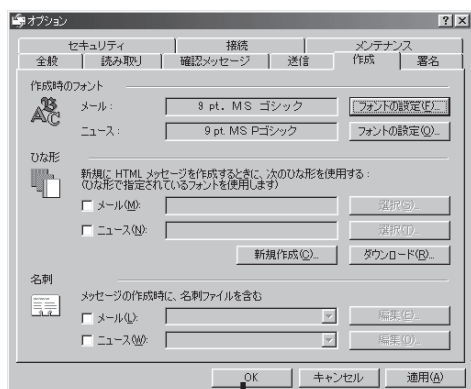 オプション
セキュリティ 接続 メンテナンス
全般 読み取り 確認メッセージ 送信 作成 署名
作成時のフォント
メール： 9 pt. MS ゴシック フォントの設定(F)...
ニュース： 9 pt. MS Pゴシック フォントの設定(O)...
ひな形
新規に HTML メッセージを作成するときに、次のひな形を使用する：
(ひな形で指定されているフォントを使用します)
メール(M): 選択(S)...
ニュース(N): 選択(T)...
新規作成(C)... ダウンロード(R)...
名刺
メッセージの作成時に、名刺ファイルを含む
メール(L): 編集(E)...
ニュース(W): 編集(D)...
OK キャンセル 適用(A)